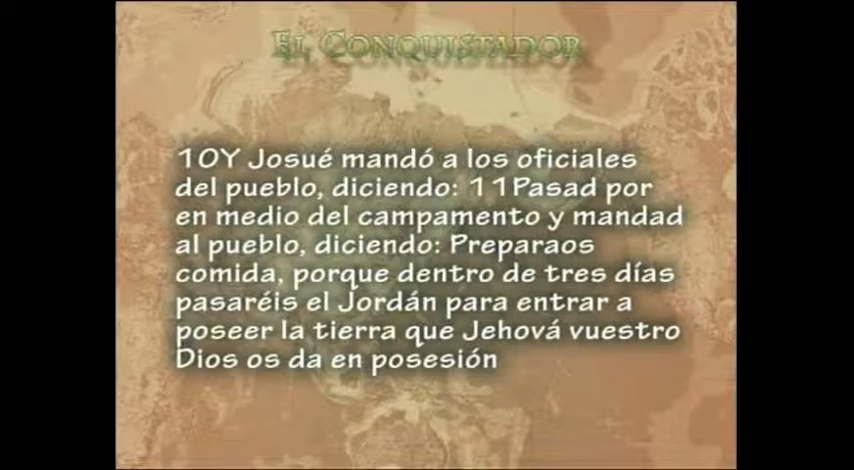 El Conquistador
10Y Josué mandó a los oficiales
del pueblo, diciendo: 11Pasad por
en medio del campamento y mandad
al pueblo, diciendo: Preparaos
comida, porque dentro de tres días
pasaréis el Jordán para entrar a
poseer la tierra que Jehová vuestro
Dios os da en posesión